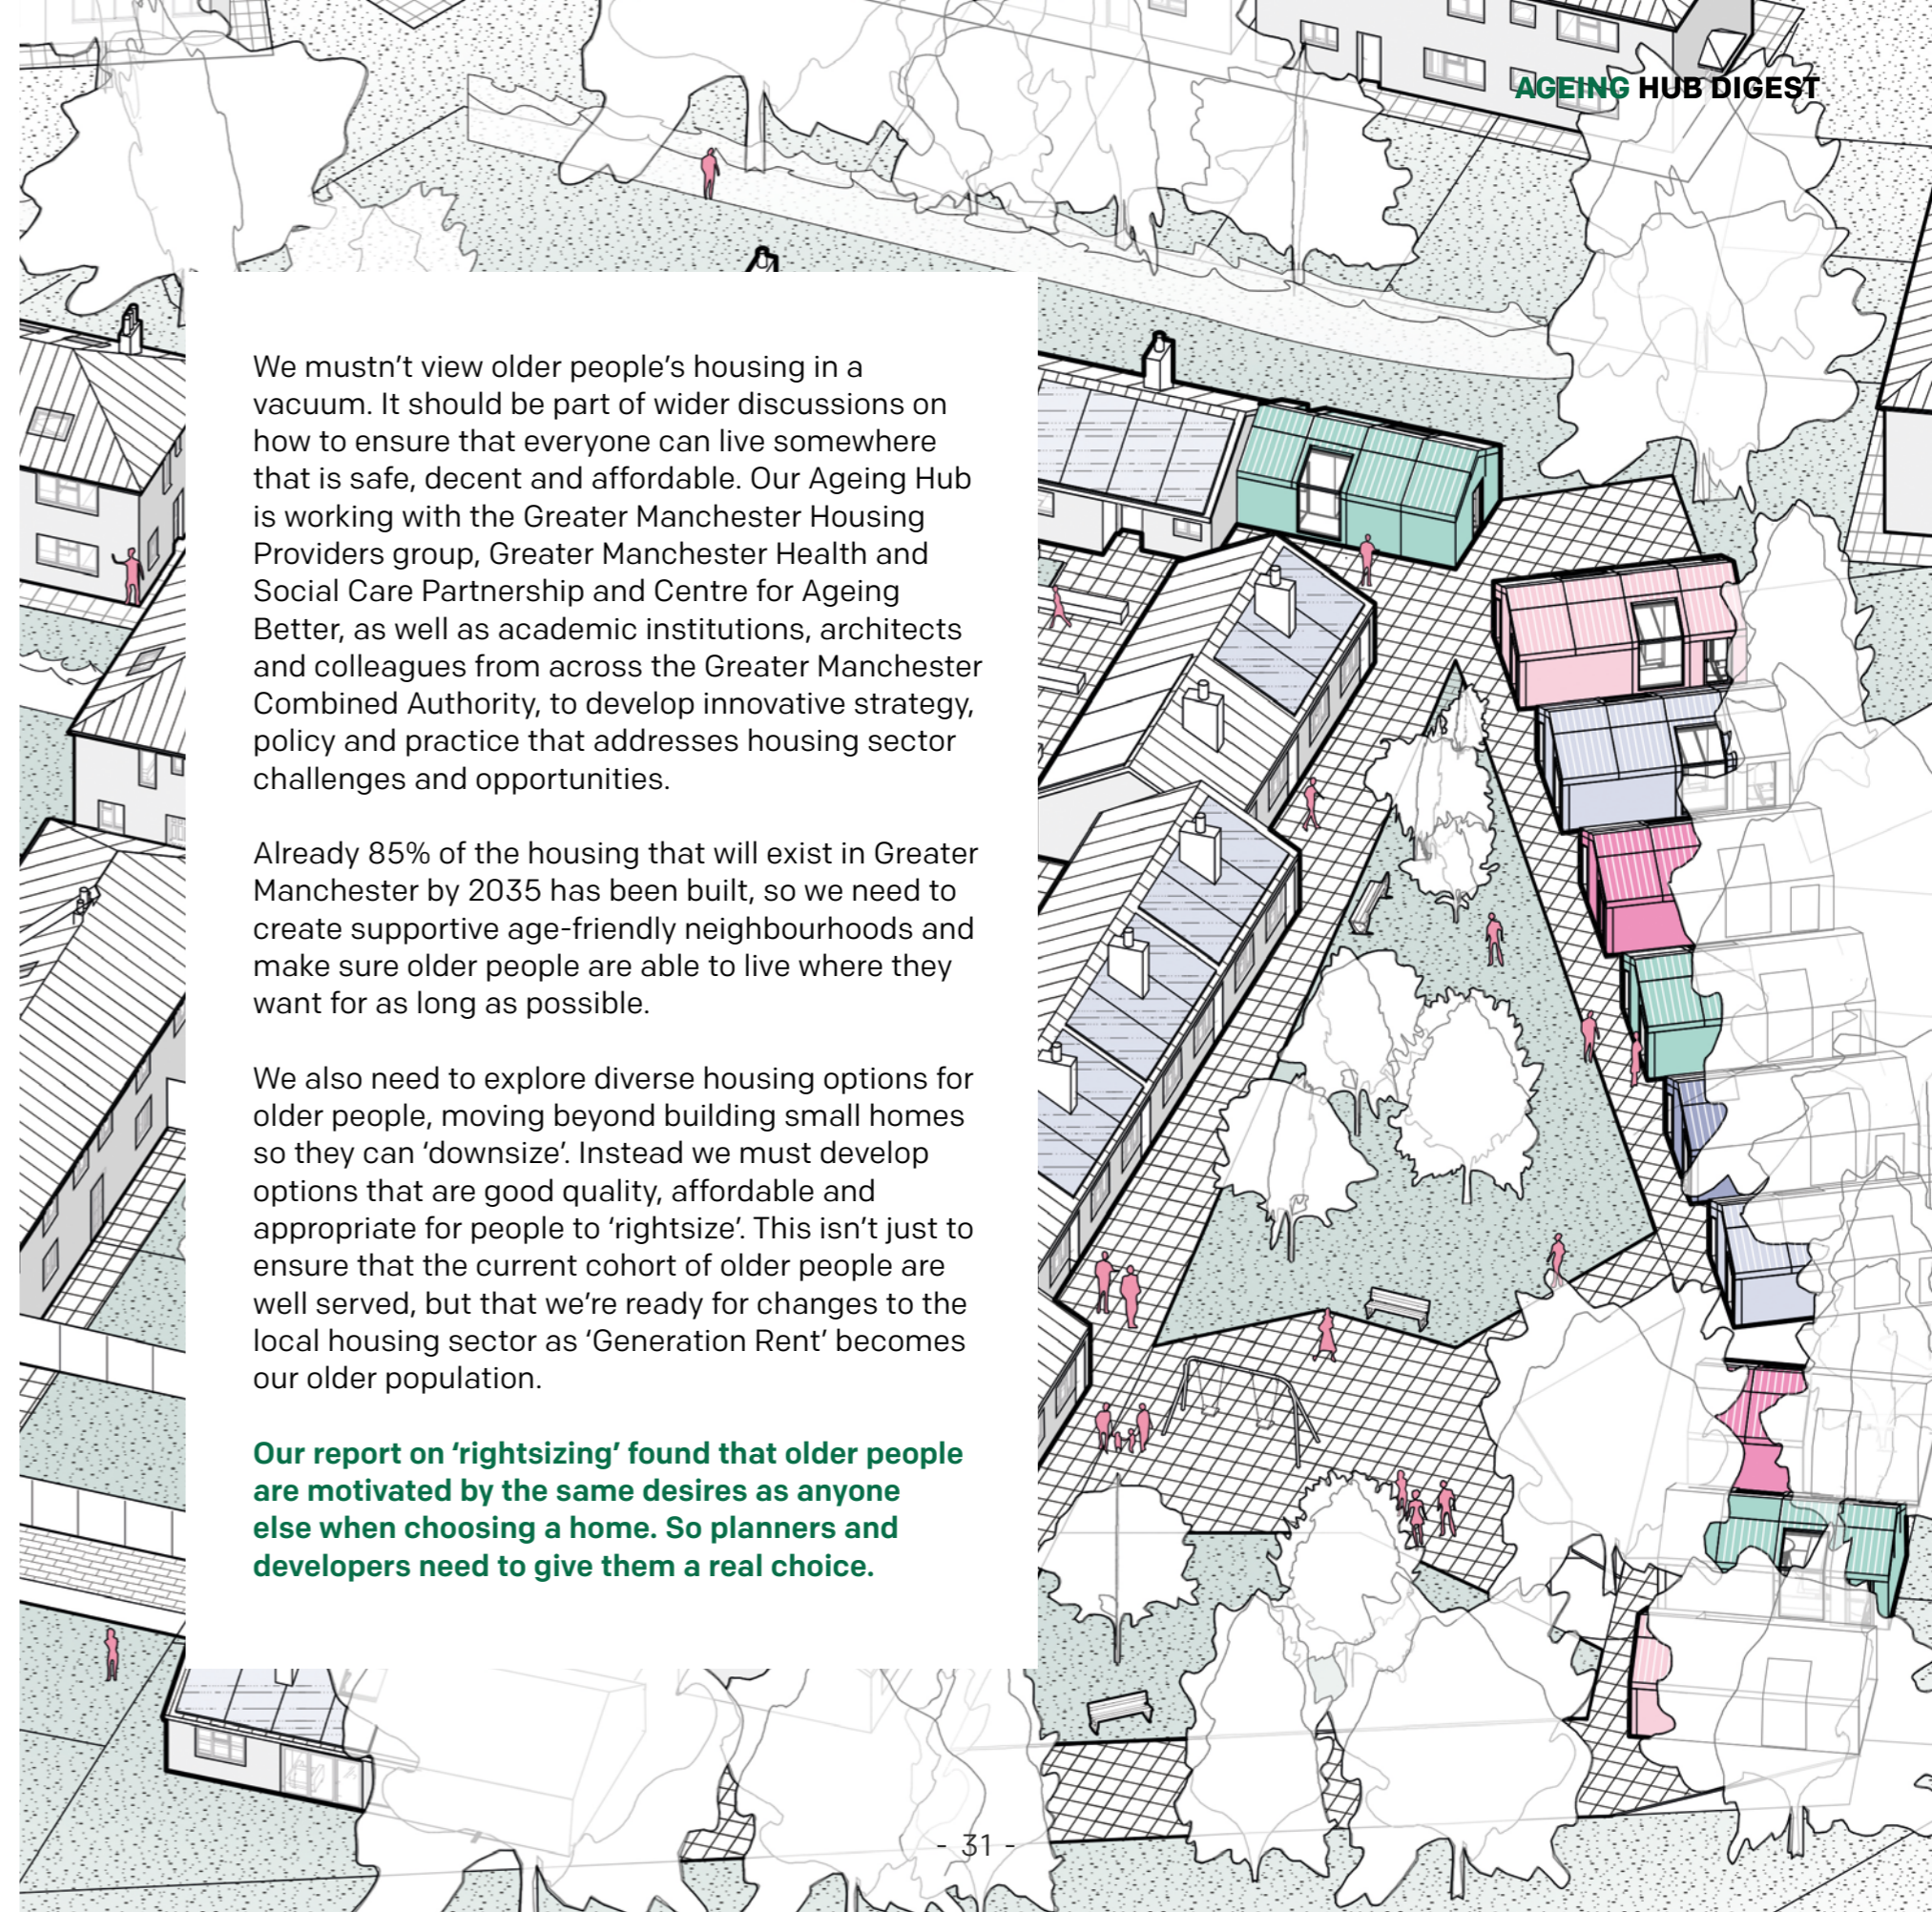 AGEING HUB DIGEST
We mustn’t view older people’s housing in a
vacuum. It should be part of wider discussions on
how to ensure that everyone can live somewhere
that is safe, decent and affordable. Our Ageing Hub
is working with the Greater Manchester Housing
Providers group, Greater Manchester Health and
Social Care Partnership and Centre for Ageing
Better, as well as academic institutions, architects
and colleagues from across the Greater Manchester
Combined Authority, to develop innovative strategy,
policy and practice that addresses housing sector
challenges and opportunities.
Already 85% of the housing that will exist in Greater
Manchester by 2035 has been built, so we need to
create supportive age-friendly neighbourhoods and
make sure older people are able to live where they
want for as long as possible.
We also need to explore diverse housing options for
older people, moving beyond building small homes
so they can ‘downsize’. Instead we must develop
options that are good quality, affordable and
appropriate for people to ‘rightsize’. This isn’t just to
ensure that the current cohort of older people are
well served, but that we’re ready for changes to the
local housing sector as ‘Generation Rent’ becomes
our older population.
Our report on ‘rightsizing’ found that older people
are motivated by the same desires as anyone
else when choosing a home. So planners and
developers need to give them a real choice.
- 31 -